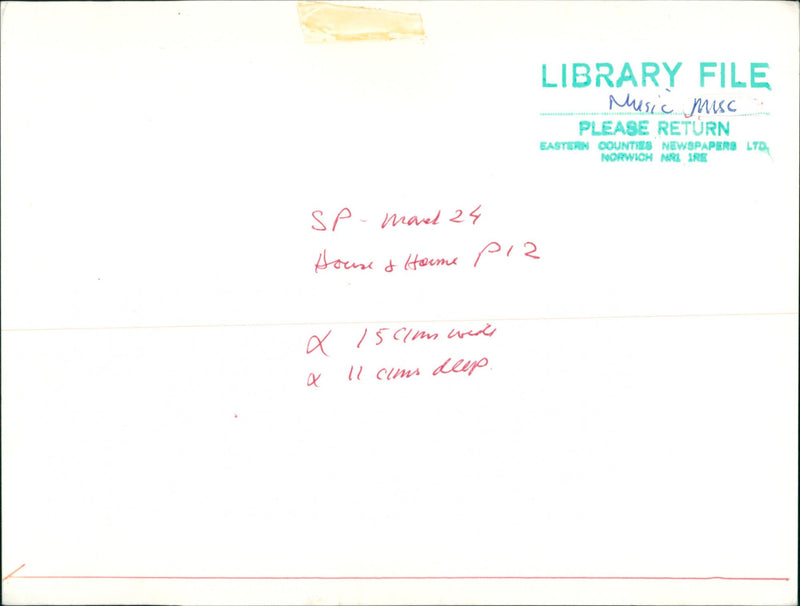 LIBRARY FILE
Music Misc
PLEASE RETURN
EASTERN COUNTIES NEWSPAPERS LTD.
NORWICH NR1 1RE
SP - March 24
House & Home P12
15 cms wide
11 cms deep.